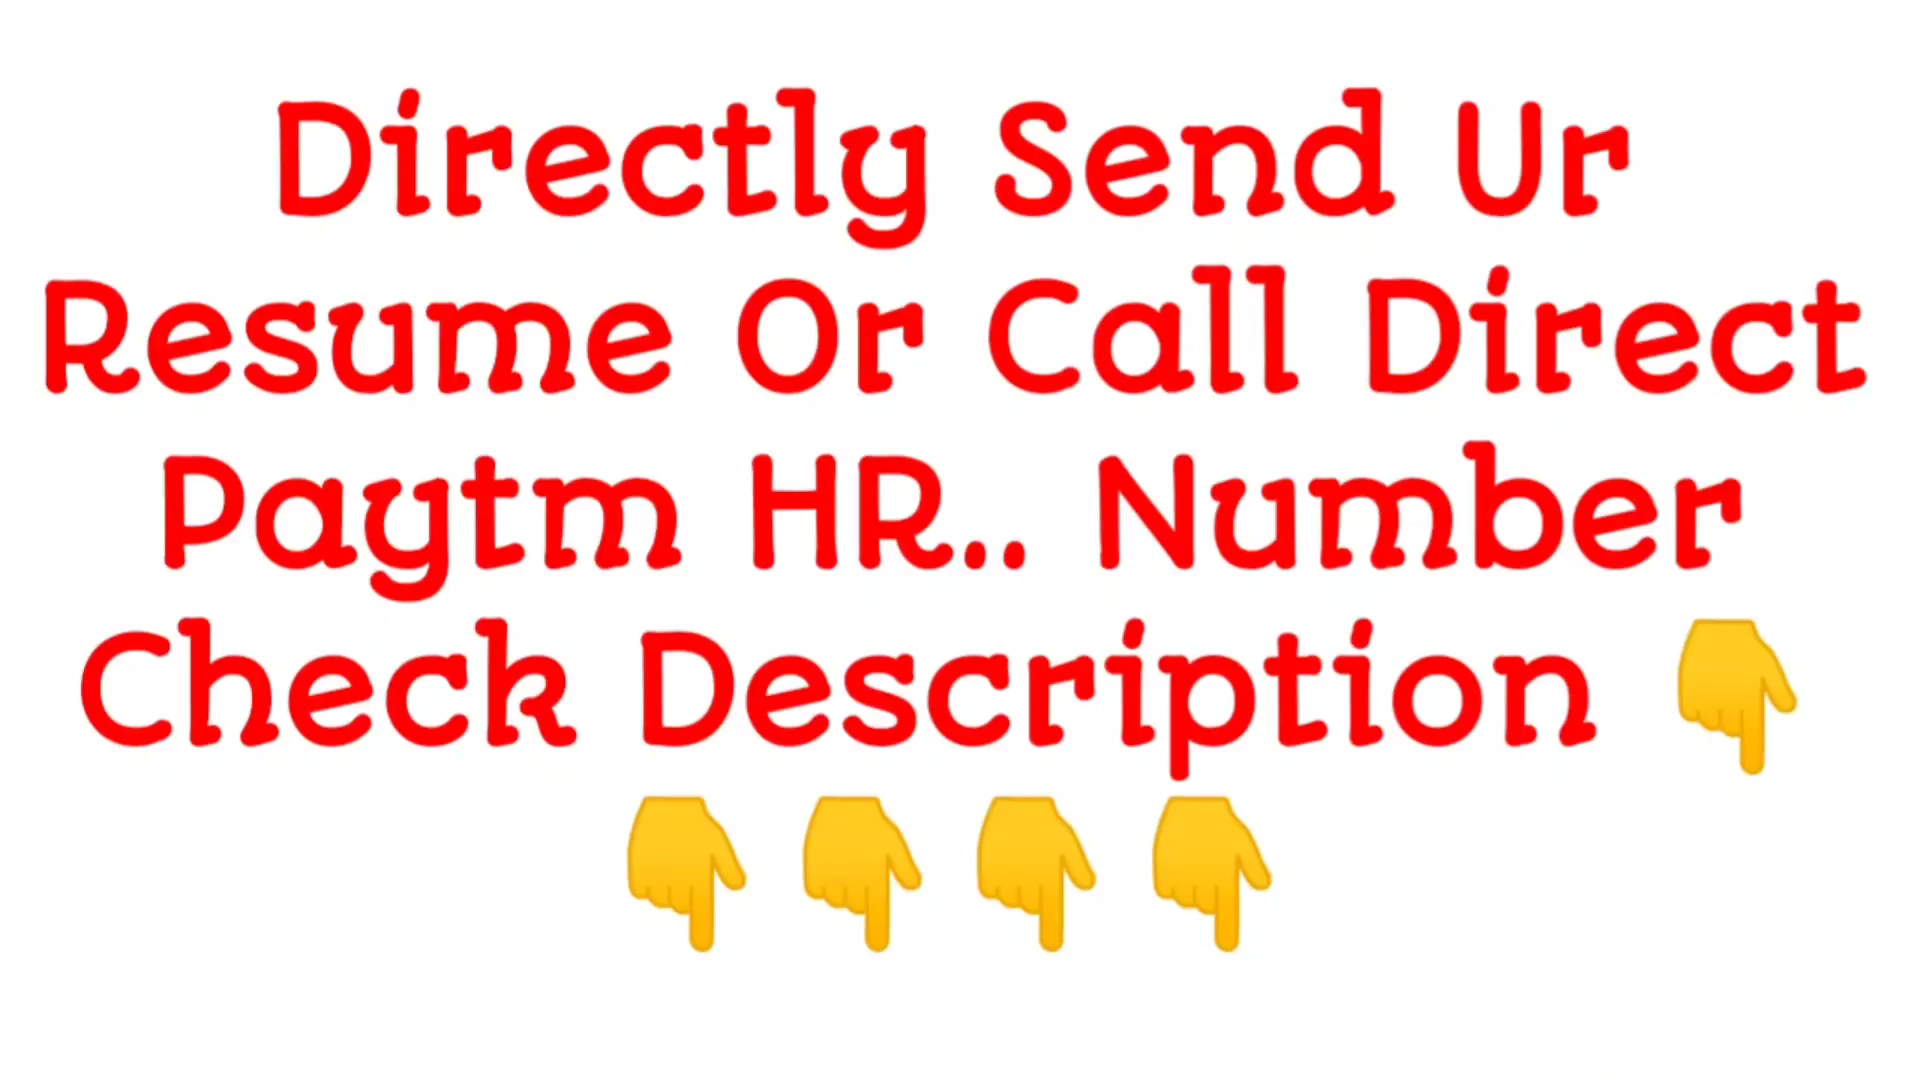 Directly Send Ur
Resume Or Call Direct
Paytm HR.. Number
Check Description 👇
👇👇👇👇